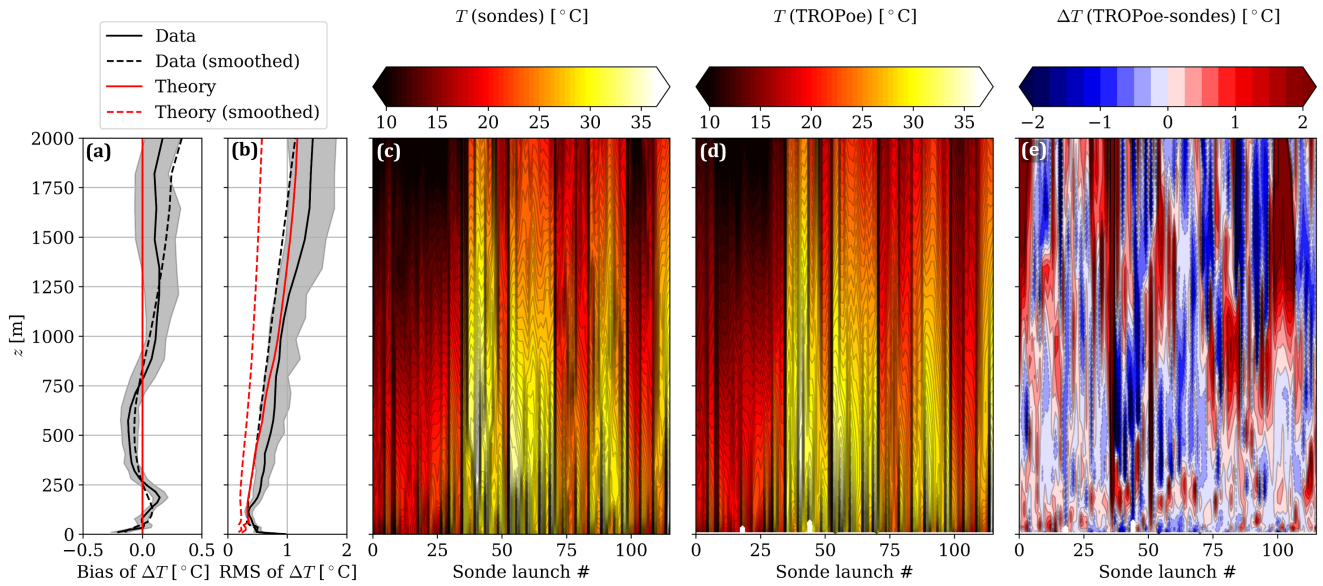 T (sondes) [°C]
T (TROPoe) [°C]
ΔT (TROPoe-sondes) [°C]
Data
Data (smoothed)
Theory
Theory (smoothed)
10 15 20 25 30 35
10 15 20 25 30 35
−2 −1 0 1 2
(a)
(b)
(c)
(d)
(e)
2000
1750
1500
1250
1000
750
500
250
0
z [m]
−0.5 0.0 0.5
0 1 2
0 25 50 75 100
0 25 50 75 100
0 25 50 75 100
Bias of ΔT [°C]
RMS of ΔT [°C]
Sonde launch #
Sonde launch #
Sonde launch #